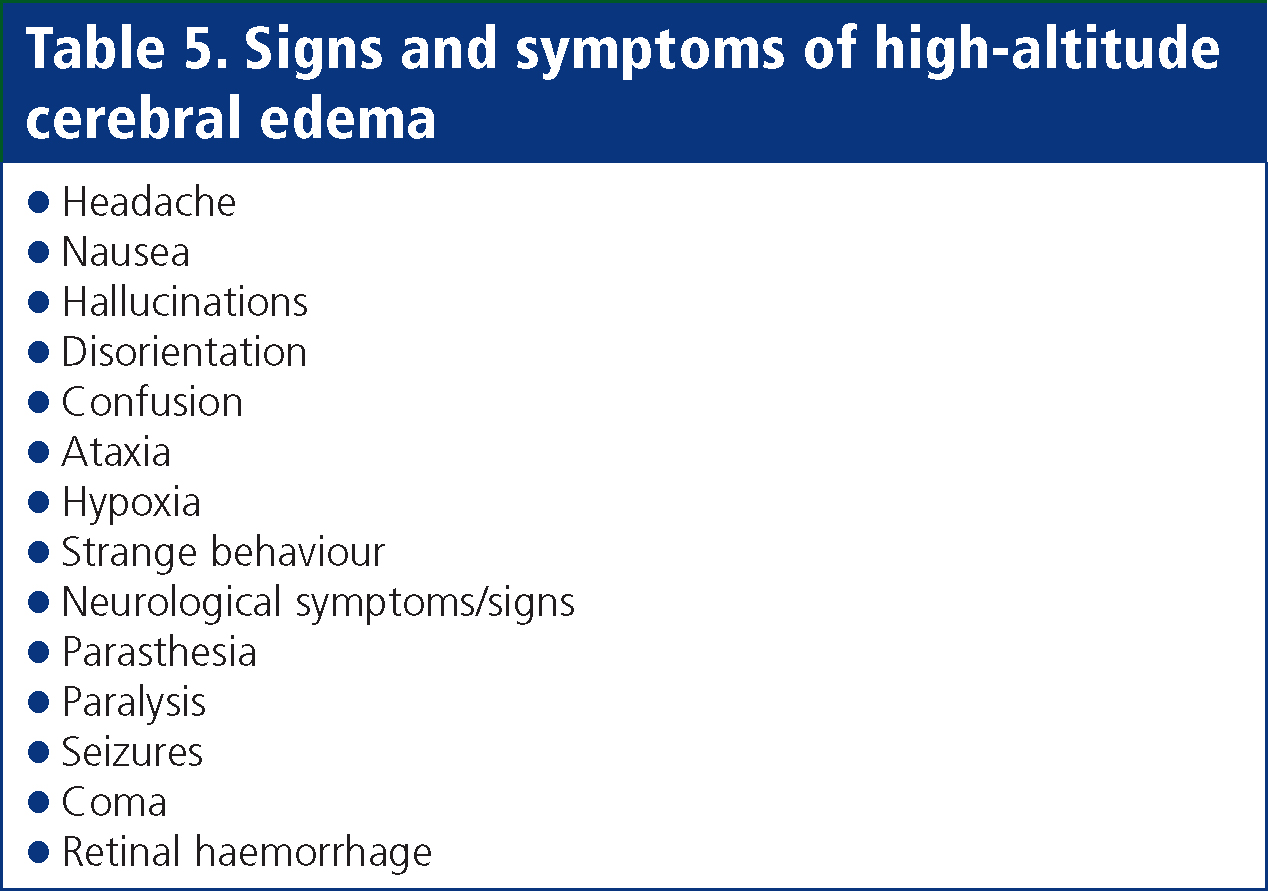 Table 5. Signs and symptoms of high-altitude
cerebral edema
● Headache
● Nausea
● Hallucinations
● Disorientation
● Confusion
● Ataxia
● Hypoxia
● Strange behaviour
● Neurological symptoms/signs
● Parasthesia
● Paralysis
● Seizures
● Coma
● Retinal haemorrhage